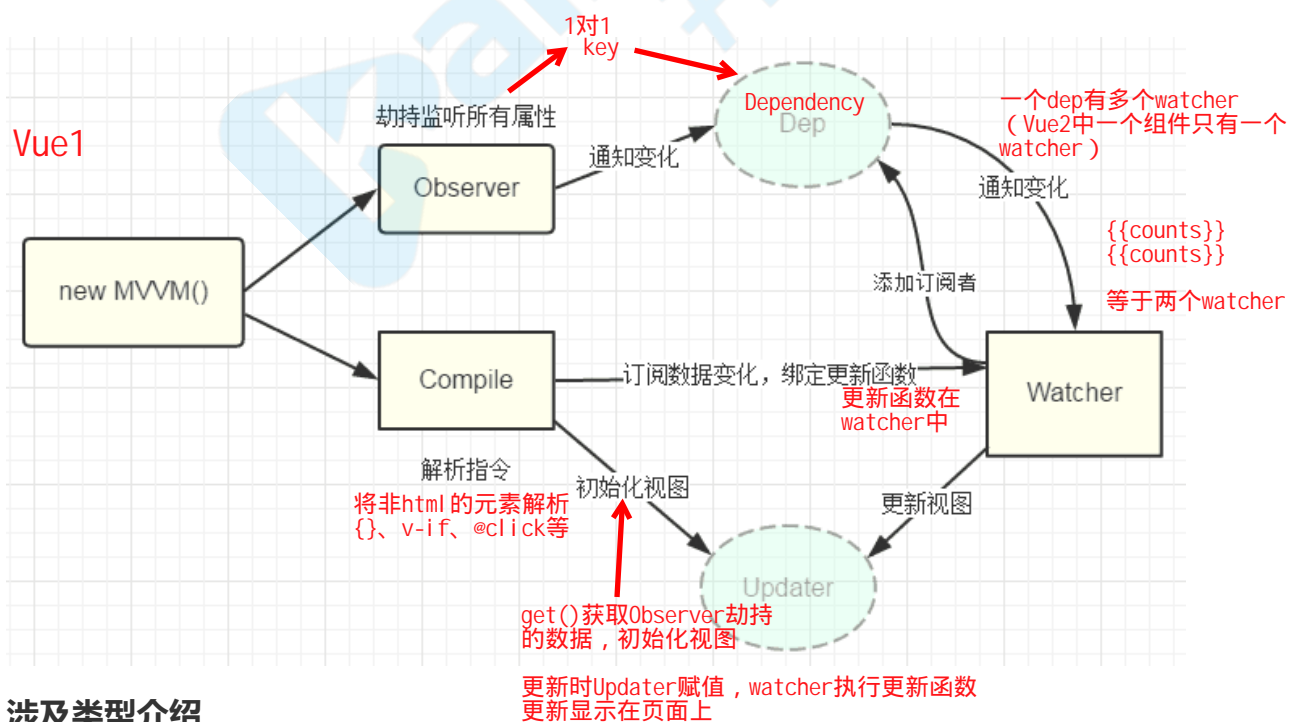 1对1
key
劫持监听所有属性
Dependency
Dep
一个dep有多个watcher
（Vue2中一个组件只有一个
watcher）
Vue1
通知变化
Observer
通知变化
{{counts}}
{{counts}}
new MVVM()
添加订阅者
等于两个watcher
Compile
订阅数据变化，绑定更新函数
Watcher
更新函数在
watcher中
解析指令
将非html的元素解析
{}、v-if、@click等
初始化视图
更新视图
Updater
get()获取Observer劫持
的数据，初始化视图
更新时Updater赋值，watcher执行更新函数
更新显示在页面上
涉及类型介绍